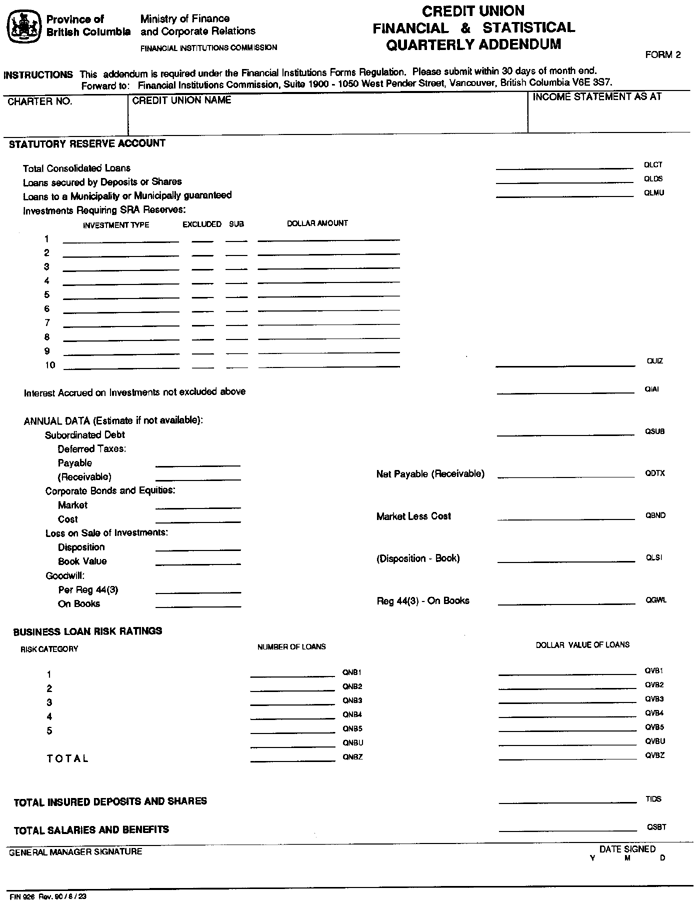 Province of British Columbia
Ministry of Finance and Corporate Relations
FINANCIAL INSTITUTIONS COMMISSION
CREDIT UNION
FINANCIAL & STATISTICAL
QUARTERLY ADDENDUM
FORM 2
INSTRUCTIONS This addendum is required under the Financial Institutions Forms Regulation. Please submit within 30 days of month end.
Forward to: Financial Institutions Commission, Suite 1900 - 1050 West Pender Street, Vancouver, British Columbia V6E 3S7.
CHARTER NO. CREDIT UNION NAME INCOME STATEMENT AS AT
STATUTORY RESERVE ACCOUNT
Total Consolidated Loans QLCT
Loans secured by Deposits or Shares QLDS
Loans to a Municipality or Municipally guaranteed QLMU
Investments Requiring SRA Reserves:
INVESTMENT TYPE EXCLUDED SUB DOLLAR AMOUNT
1
2
3
4
5
6
7
8
9
10 QUIZ
Interest Accrued on Investments not excluded above QIAI
ANNUAL DATA (Estimate if not available):
Subordinated Debt QSUB
Deferred Taxes:
Payable
(Receivable) Net Payable (Receivable) QDTX
Corporate Bonds and Equities:
Market
Cost Market Less Cost QBND
Loss on Sale of Investments:
Disposition
Book Value (Disposition - Book) QLSI
Goodwill:
Per Reg 44(3)
On Books Reg 44(3) - On Books QGWL
BUSINESS LOAN RISK RATINGS
RISK CATEGORY NUMBER OF LOANS DOLLAR VALUE OF LOANS
1 QNB1 QVB1
2 QNB2 QVB2
3 QNB3 QVB3
4 QNB4 QVB4
5 QNB5 QVB5
QNBU QVBU
TOTAL QNBZ QVBZ
TOTAL INSURED DEPOSITS AND SHARES TIDS
TOTAL SALARIES AND BENEFITS QSBT
GENERAL MANAGER SIGNATURE DATE SIGNED
Y M D
FIN 926 Rev. 90 / 8 / 23